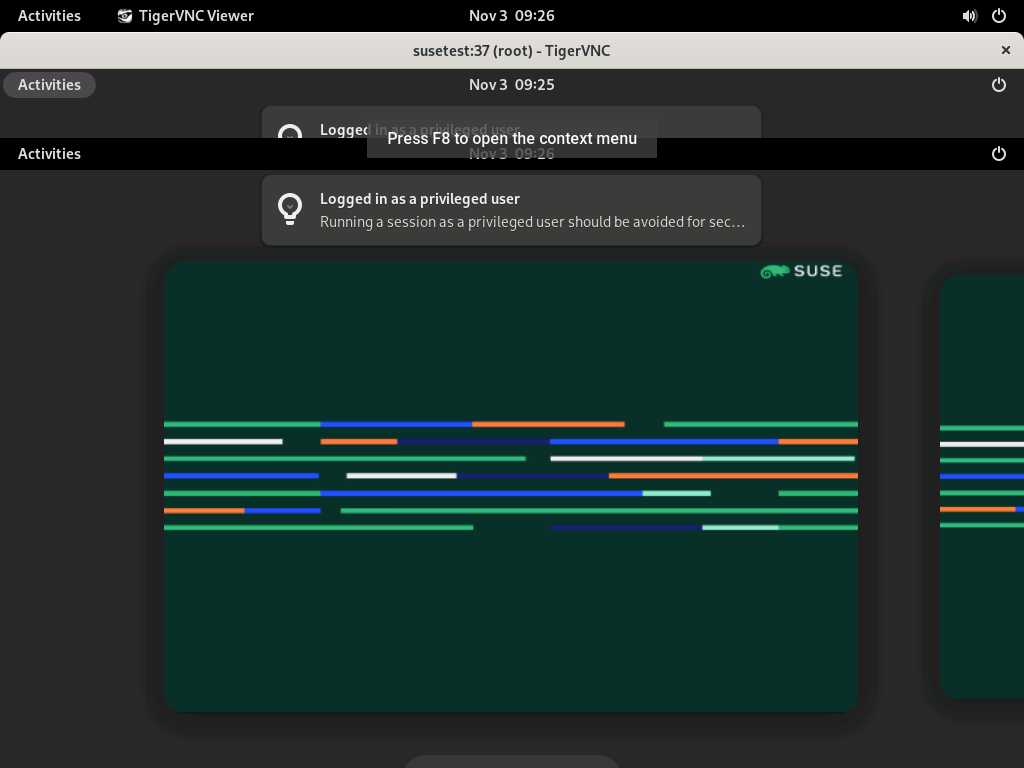 Activities TigerVNC Viewer Nov 3 09:26
susetest:37 (root) - TigerVNC
Activities Nov 3 09:25
Logged in as a privileged user
Press F8 to open the context menu
Activities Nov 3 09:26
Logged in as a privileged user
Running a session as a privileged user should be avoided for sec…
SUSE